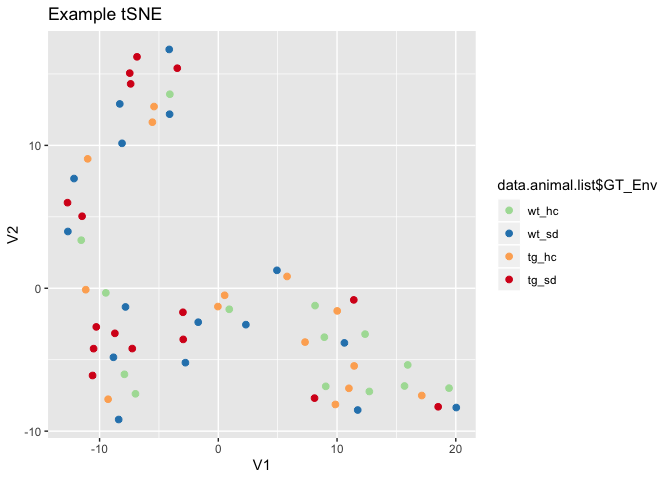 Example tSNE
10
0
-10
V2
-10
0
10
20
V1
data.animal.list$GT_Env
wt_hc
wt_sd
tg_hc
tg_sd